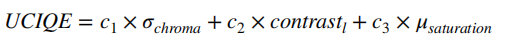 UCIQE = c₁ × σ_chroma + c₂ × contrast_l + c₃ × μ_saturation